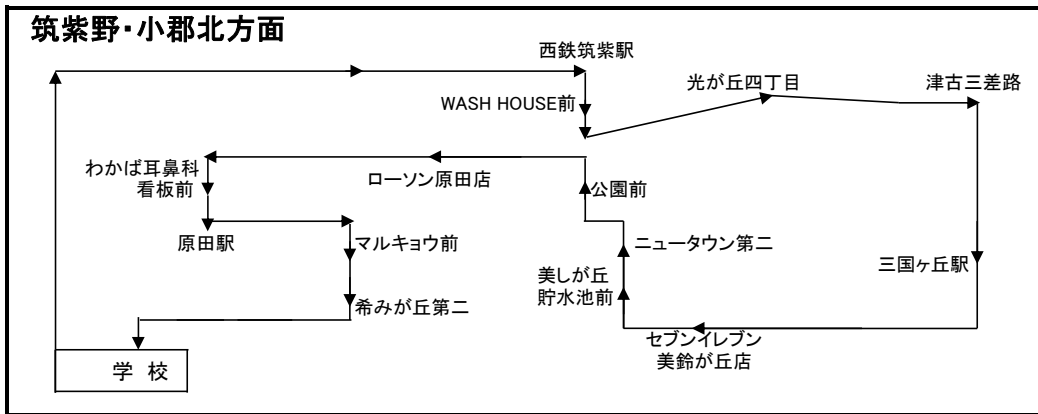 筑紫野・小郡北方面
西鉄筑紫駅
光が丘四丁目
津古三差路
WASH HOUSE前
わかば耳鼻科
看板前
ローソン原田店
公園前
原田駅
マルキョウ前
ニュータウン第二
三国ヶ丘駅
美しが丘
貯水池前
希みが丘第二
セブンイレブン
美鈴が丘店
学 校